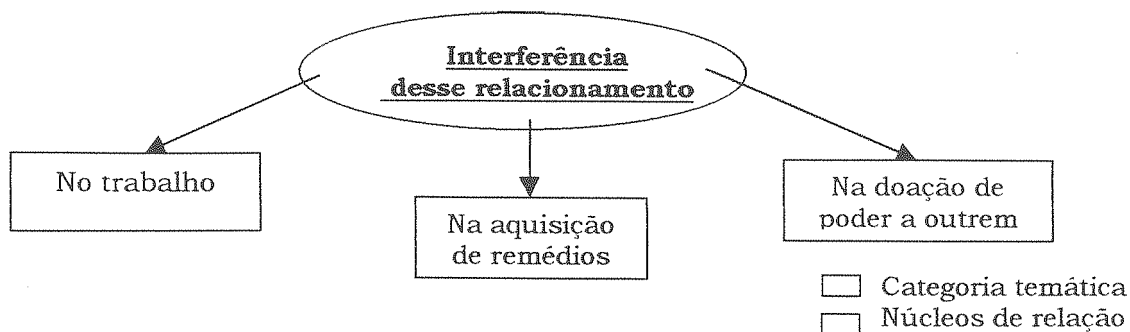 Interferência
desse relacionamento
No trabalho
Na aquisição
de remédios
Na doação de
poder a outrem
Categoria temática
Núcleos de relação